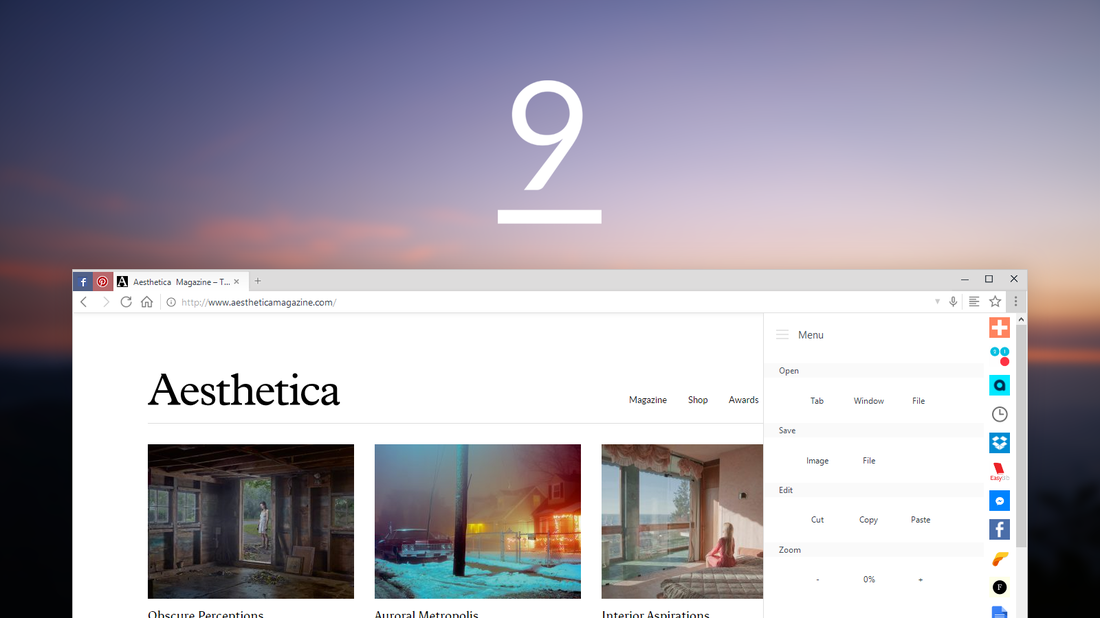 9
Aesthetica Magazine – T...
http://www.aestheticamagazine.com/
Menu
Open
Tab Window File
Save
Image File
Edit
Cut Copy Paste
Zoom
- 0% +
Aesthetica
Magazine Shop Awards
Obscure Perceptions
Auroral Metropolis
Interior Aspirations